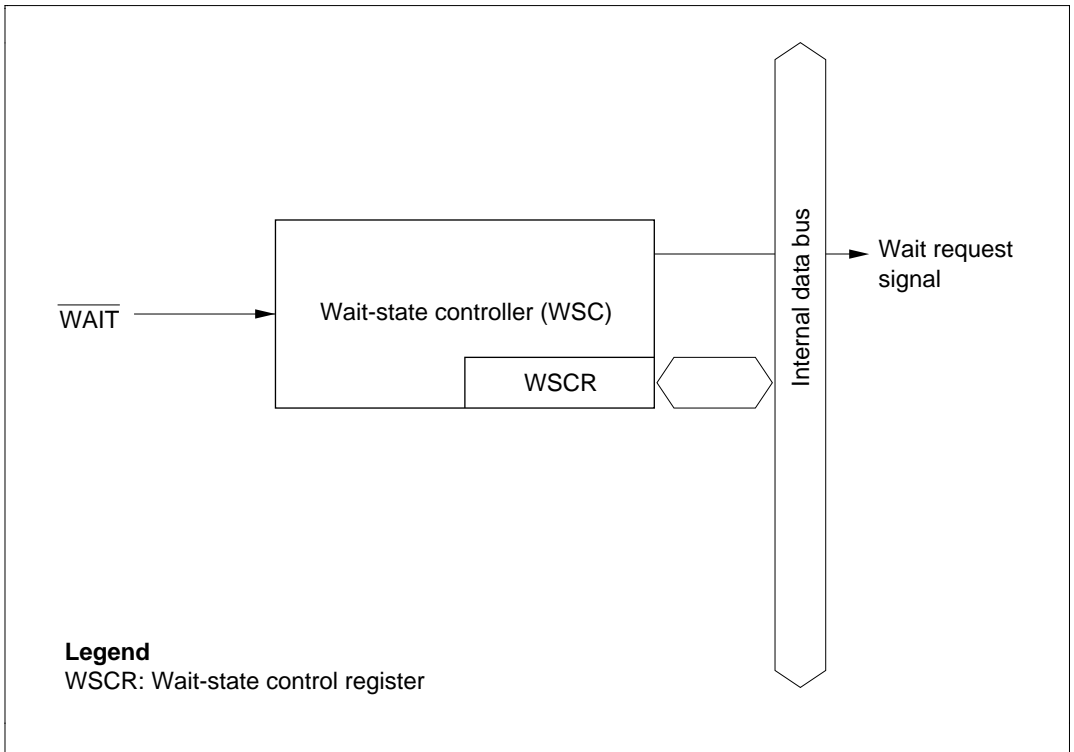 WAIT
Wait-state controller (WSC)
WSCR
Internal data bus
Wait request
signal
Legend
WSCR: Wait-state control register